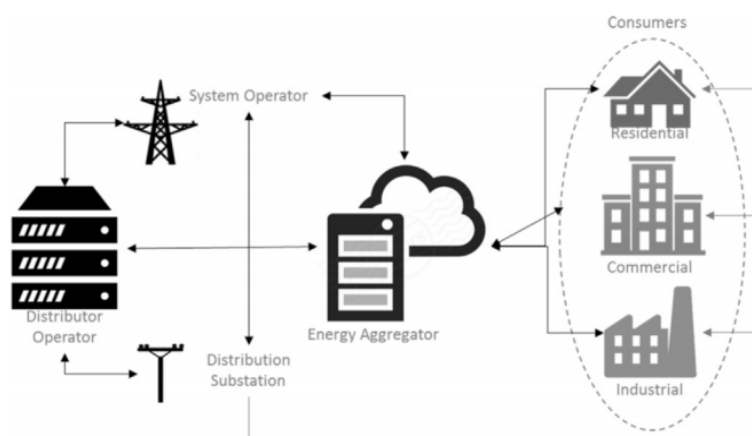 Consumers
System Operator
Residential
Commercial
Distributor
Operator
Energy Aggregator
Distribution
Substation
Industrial